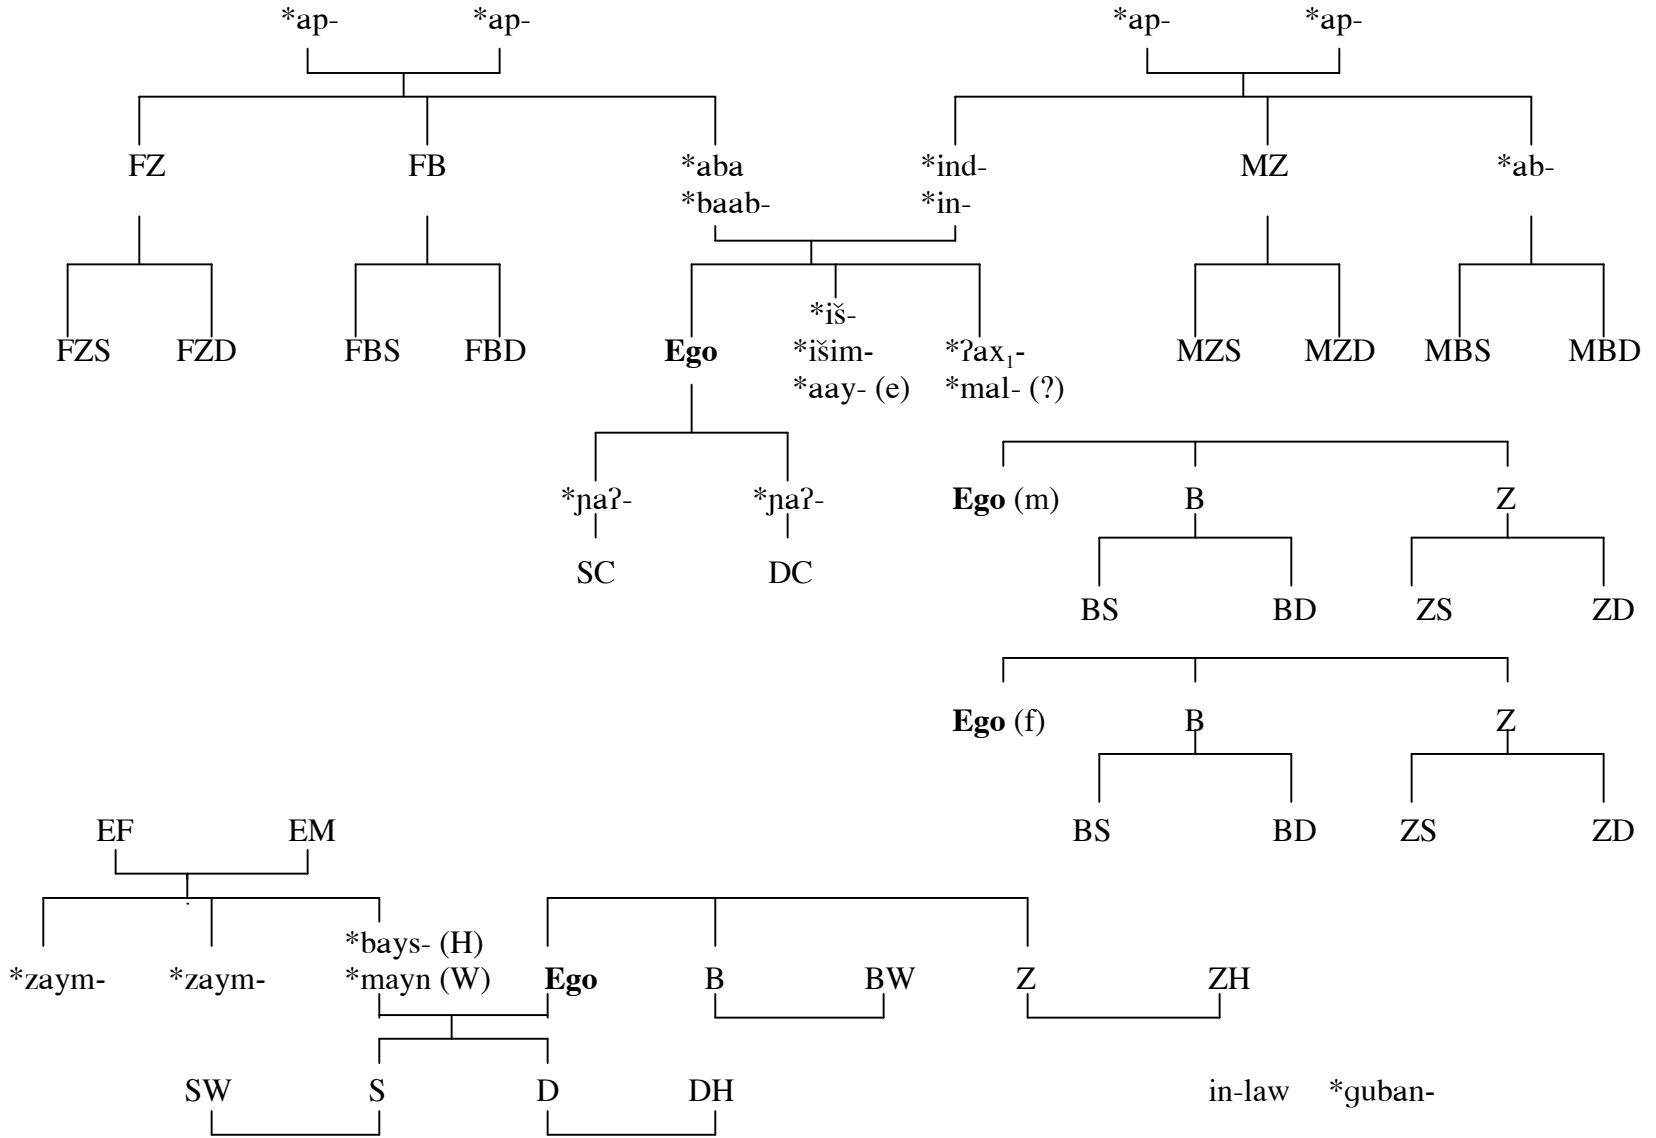 *ap- *ap- *ap- *ap-
FZ FB *aba *ind- MZ *ab-
*baab- *in-
*iš-
FZS FZD FBS FBD Ego *išim- *ʔax₁- MZS MZD MBS MBD
*aay- (e) *mal- (?)
*ɲaʔ- *ɲaʔ- Ego (m) B Z
SC DC
BS BD ZS ZD
Ego (f) B Z
EF EM BS BD ZS ZD
*bays- (H)
*zaym- *zaym- *mayn (W) Ego B BW Z ZH
SW S D DH in-law *guban-